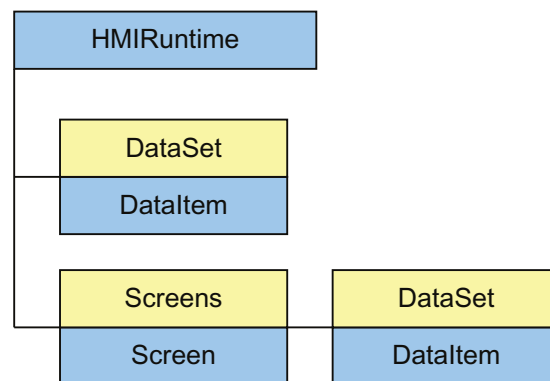 HMIRuntime
DataSet
DataItem
Screens
Screen
DataSet
DataItem